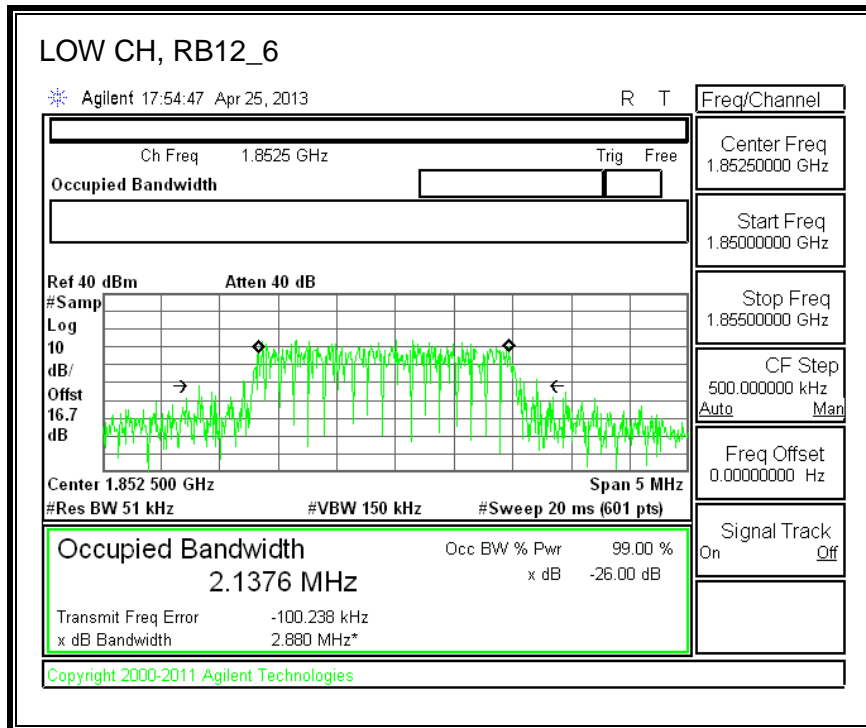 LOW CH, RB12_6
Agilent 17:54:47 Apr 25, 2013 R T
Freq/Channel
Ch Freq 1.8525 GHz Trig Free
Occupied Bandwidth
Center Freq
1.85250000 GHz
Start Freq
1.85000000 GHz
Stop Freq
1.85500000 GHz
CF Step
500.000000 kHz
Auto Man
Freq Offset
0.00000000 Hz
Signal Track
On Off
Ref 40 dBm Atten 40 dB
#Samp
Log
10
dB/
Offst
16.7
dB
Center 1.852 500 GHz Span 5 MHz
#Res BW 51 kHz #VBW 150 kHz #Sweep 20 ms (601 pts)
Occupied Bandwidth Occ BW % Pwr 99.00 %
2.1376 MHz x dB -26.00 dB
Transmit Freq Error -100.238 kHz
x dB Bandwidth 2.880 MHz*
Copyright 2000-2011 Agilent Technologies